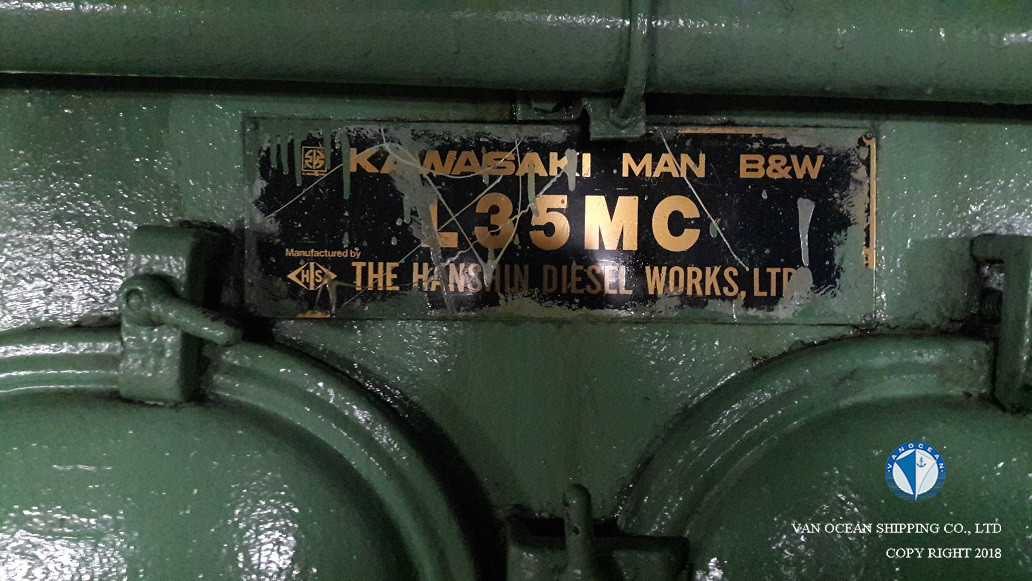 KAWASAKI MAN B&W
L35MC
Manufactured by
HSD THE HANSHIN DIESEL WORKS, LTD
VANOCEAN
VAN OCEAN SHIPPING CO., LTD
COPY RIGHT 2018